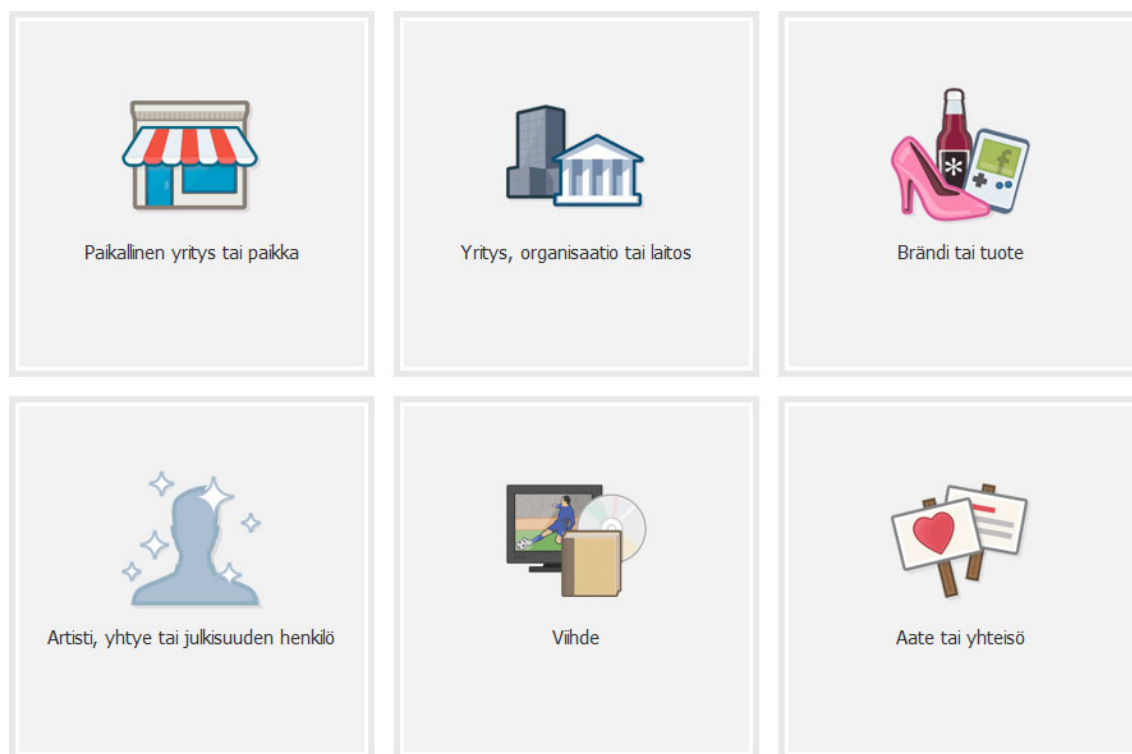 Paikallinen yritys tai paikka
Yritys, organisaatio tai laitos
Brändi tai tuote
Artisti, yhtye tai julkisuuden henkilö
Viihde
Aate tai yhteisö